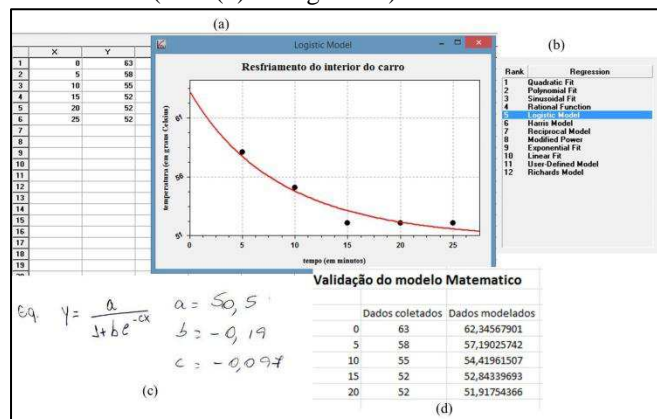 (a)
X Y
1 0 63
2 5 58
3 10 55
4 15 52
5 20 52
6 25 52
7
8
9
10
11
12
13
14
15
16
17
18
19
Logistic Model
Resfriamento do interior do carro
temperatura (em graus Celsius)
61
56
51
0 5 10 15 20 25
tempo (em minutos)
(b)
Rank Regression
1 Quadratic Fit
2 Polynomial Fit
3 Sinusoidal Fit
4 Rational Function
5 Logistic Model
6 Harris Model
7 Reciprocal Model
8 Modified Power
9 Exponential Fit
10 Linear Fit
11 User-Defined Model
12 Richards Model
Eq. y = a / 1+be^-cx
a = 50,5
b = -0,19
c = -0,097
(c)
Validação do modelo Matematico
Dados coletados Dados modelados
0 63 62,34567901
5 58 57,19025742
10 55 54,41961507
15 52 52,84339693
20 52 51,91754366
(d)